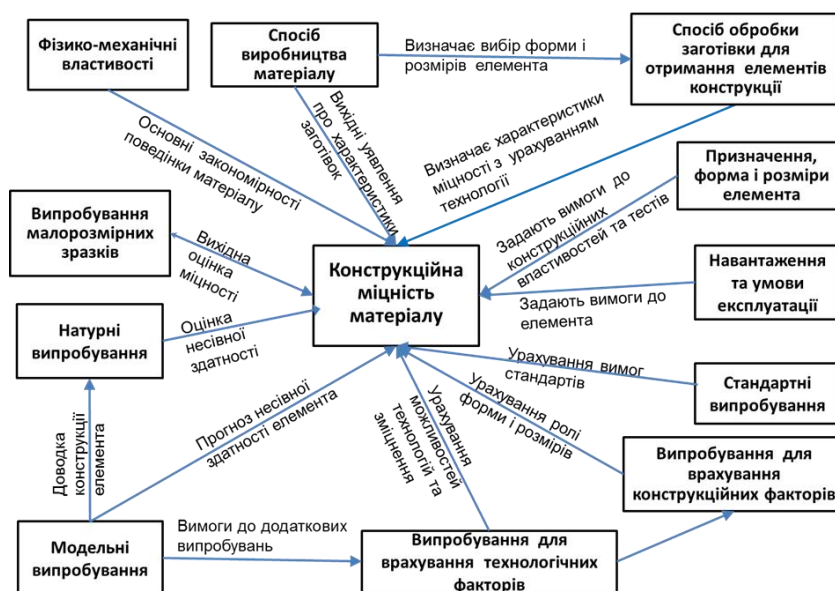 Фізико-механічні
властивості
Спосіб
виробництва
матеріалу
Визначає вибір форми і
розмірів елемента
Спосіб обробки
заготівки для
отримання елементів
конструкції
Основні закономірності
поведінки матеріалу
Вихідні уявлення
про характеристики
заготівок
Визначає характеристики
міцності з урахуванням
технології
Призначення,
форма і розміри
елемента
Задають вимоги до
конструкційних
властивостей та тестів
Випробування
малорозмірних
зразків
Вихідна
оцінка
міцності
Конструкційна
міцність
матеріалу
Навантаження
та умови
експлуатації
Задають вимоги до
елемента
Натурні
випробування
Оцінка
несівної
здатності
Урахування вимог
стандартів
Стандартні
випробування
Доводка
конструкції
елемента
Прогноз несівної
здатності елемента
Урахування
можливостей
технологій та
зміцнення
Урахування ролі
форми і розмірів
Випробування для
врахування
конструкційних факторів
Модельні
випробування
Вимоги до додаткових
випробувань
Випробування для
врахування технологічних
факторів